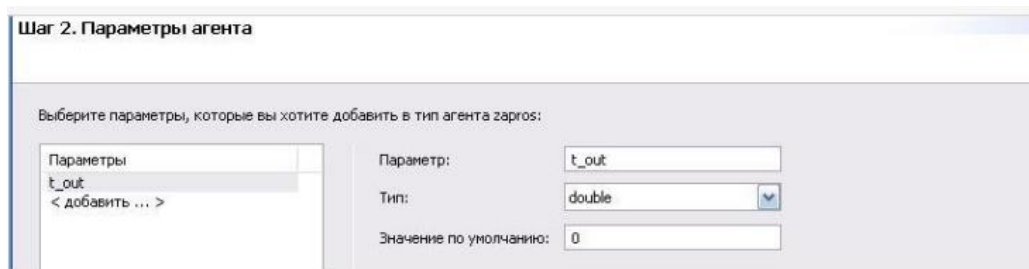 Шаг 2. Параметры агента
Выберите параметры, которые вы хотите добавить в тип агента zapros:
Параметры
t_out
< добавить ... >
Параметр:
t_out
Тип:
double
Значение по умолчанию:
0